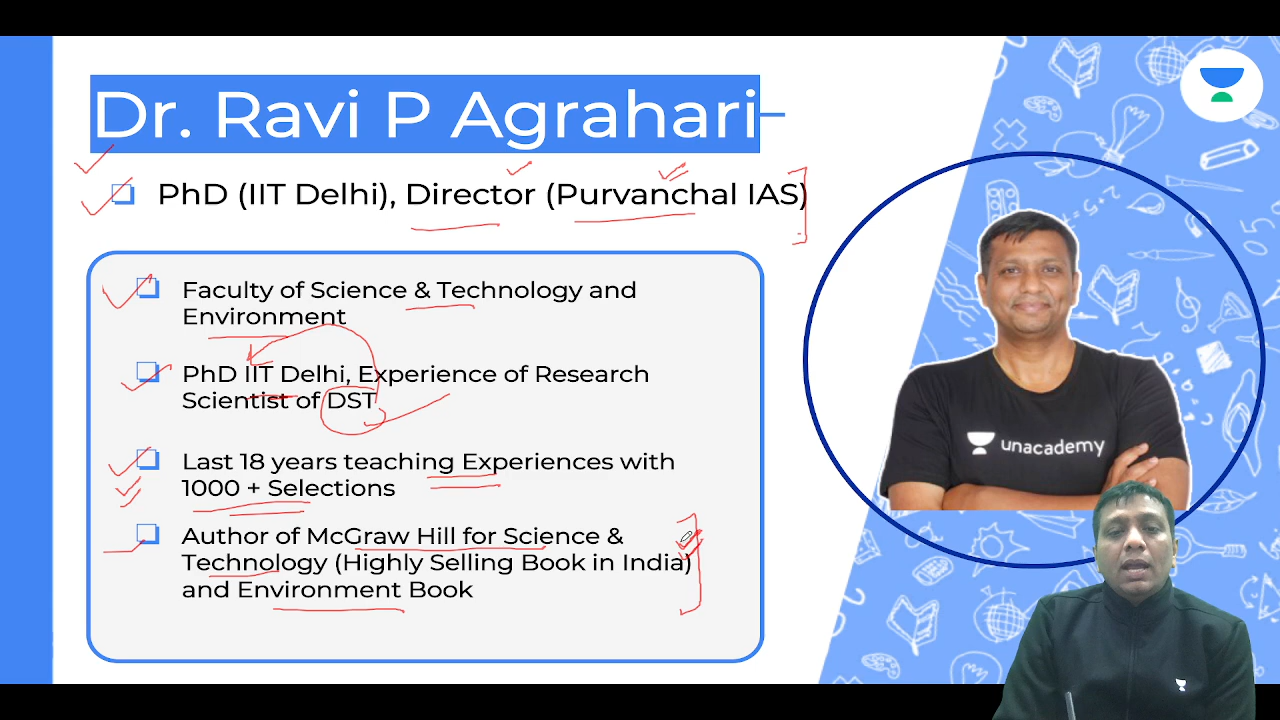 Dr. Ravi P Agrahari
PhD (IIT Delhi), Director (Purvanchal IAS)
Faculty of Science & Technology and
Environment
PhD IIT Delhi, Experience of Research
Scientist of DST
Last 18 years teaching Experiences with
1000 + Selections
Author of McGraw Hill for Science &
Technology (Highly Selling Book in India)
and Environment Book
unacademy